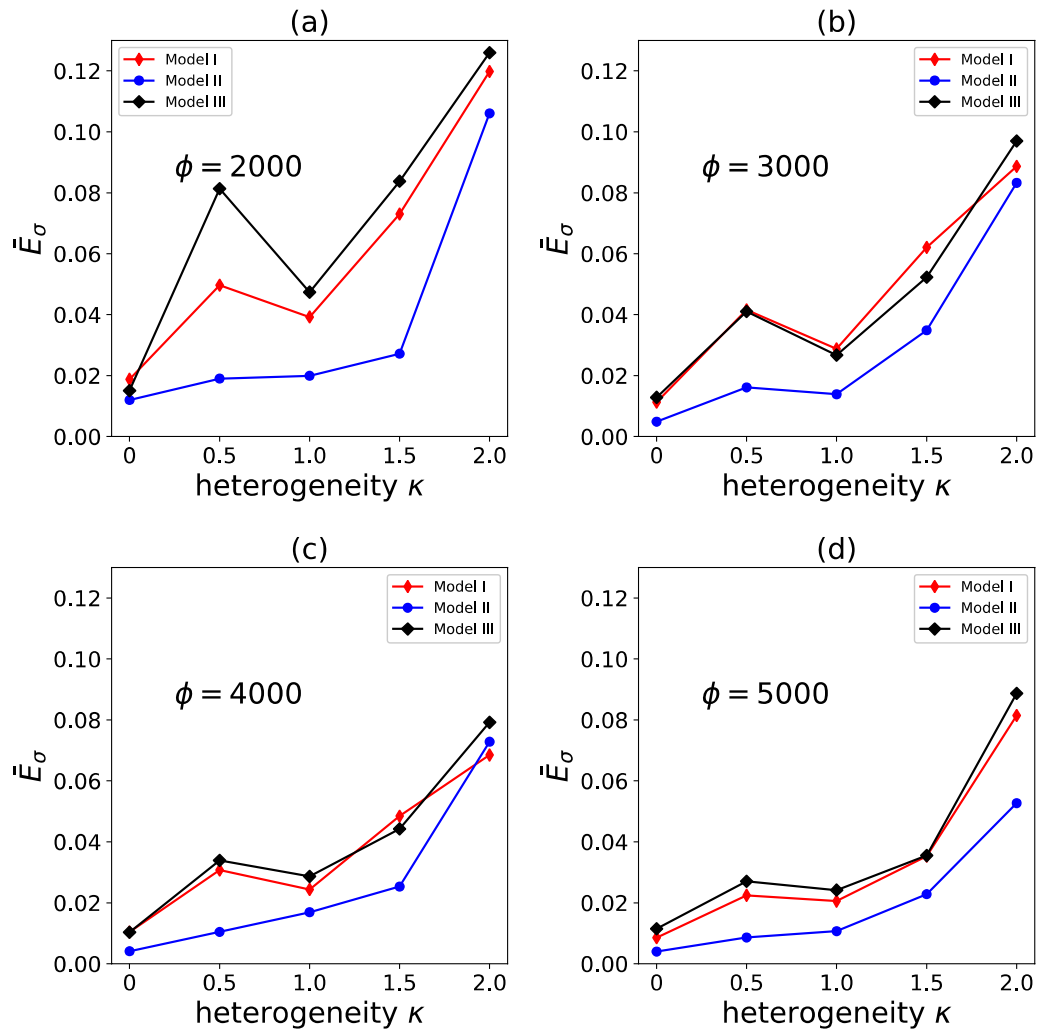 (a)
Model I
Model II
Model III
ϕ = 2000
0.12
0.10
0.08
0.06
0.04
0.02
0.00
Ē_σ
0 0.5 1.0 1.5 2.0
heterogeneity κ
(b)
Model I
Model II
Model III
ϕ = 3000
0.12
0.10
0.08
0.06
0.04
0.02
0.00
Ē_σ
0 0.5 1.0 1.5 2.0
heterogeneity κ
(c)
Model I
Model II
Model III
ϕ = 4000
0.12
0.10
0.08
0.06
0.04
0.02
0.00
Ē_σ
0 0.5 1.0 1.5 2.0
heterogeneity κ
(d)
Model I
Model II
Model III
ϕ = 5000
0.12
0.10
0.08
0.06
0.04
0.02
0.00
Ē_σ
0 0.5 1.0 1.5 2.0
heterogeneity κ